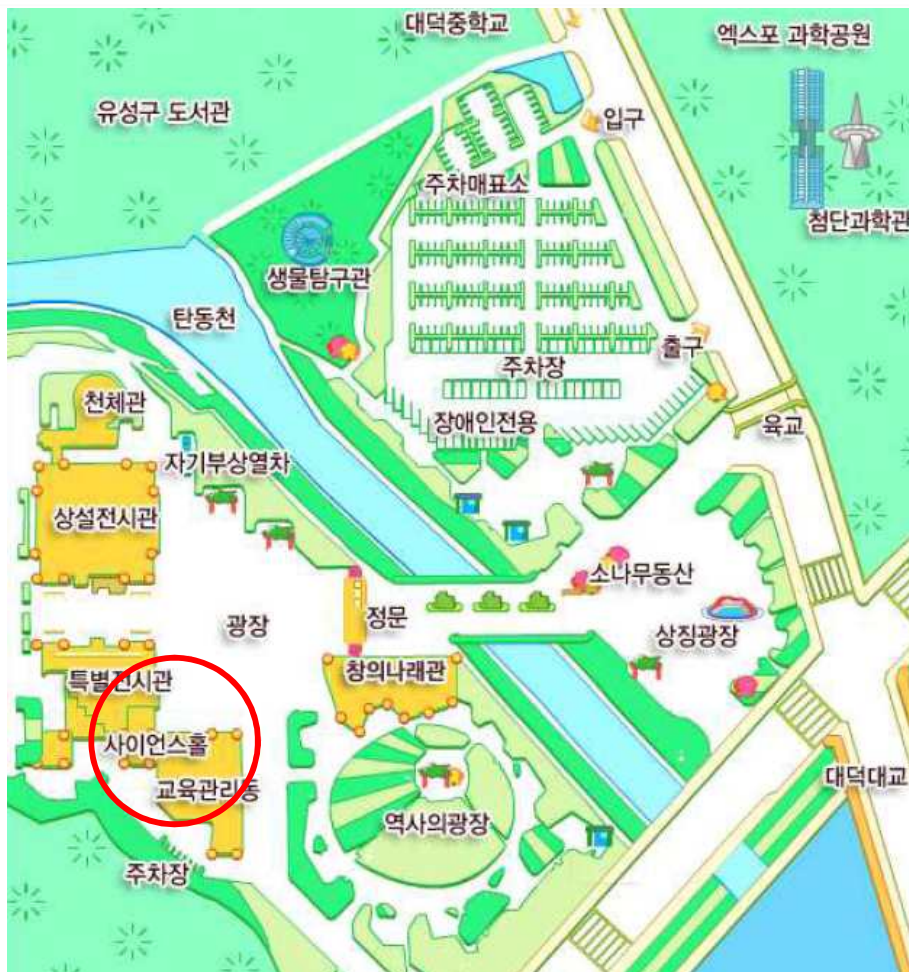 대덕중학교
엑스포 과학공원
유성구 도서관
입구
주차매표소
첨단과학관
생물탐구관
탄동천
출구
주차장
천체관
장애인전용
육교
자기부상열차
상설전시관
소나무동산
정문
광장
상징광장
창의나래관
특별전시관
사이언스홀
교육관리동
대덕대교
역사의광장
주차장